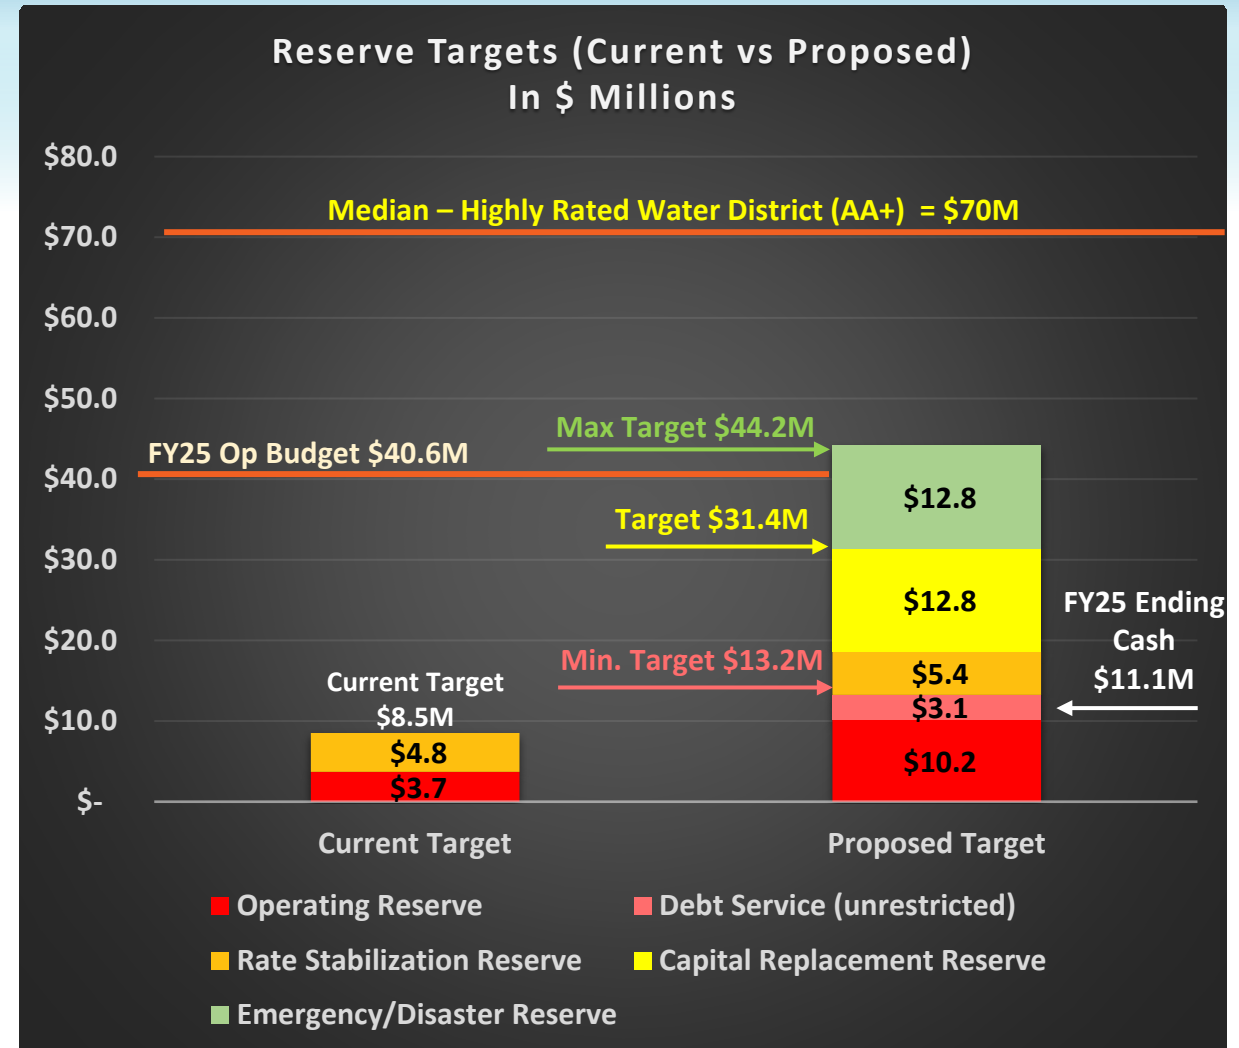 Reserve Targets (Current vs Proposed)
In $ Millions
$80.0
Median – Highly Rated Water District (AA+) = $70M
$70.0
$60.0
$50.0
Max Target $44.2M
FY25 Op Budget $40.6M
$40.0
$12.8
Target $31.4M
$30.0
$12.8
FY25 Ending
Cash
$11.1M
$20.0
Min. Target $13.2M
$5.4
Current Target
$8.5M
$3.1
$10.0
$4.8
$10.2
$3.7
$-
Current Target
Proposed Target
Operating Reserve
Debt Service (unrestricted)
Rate Stabilization Reserve
Capital Replacement Reserve
Emergency/Disaster Reserve